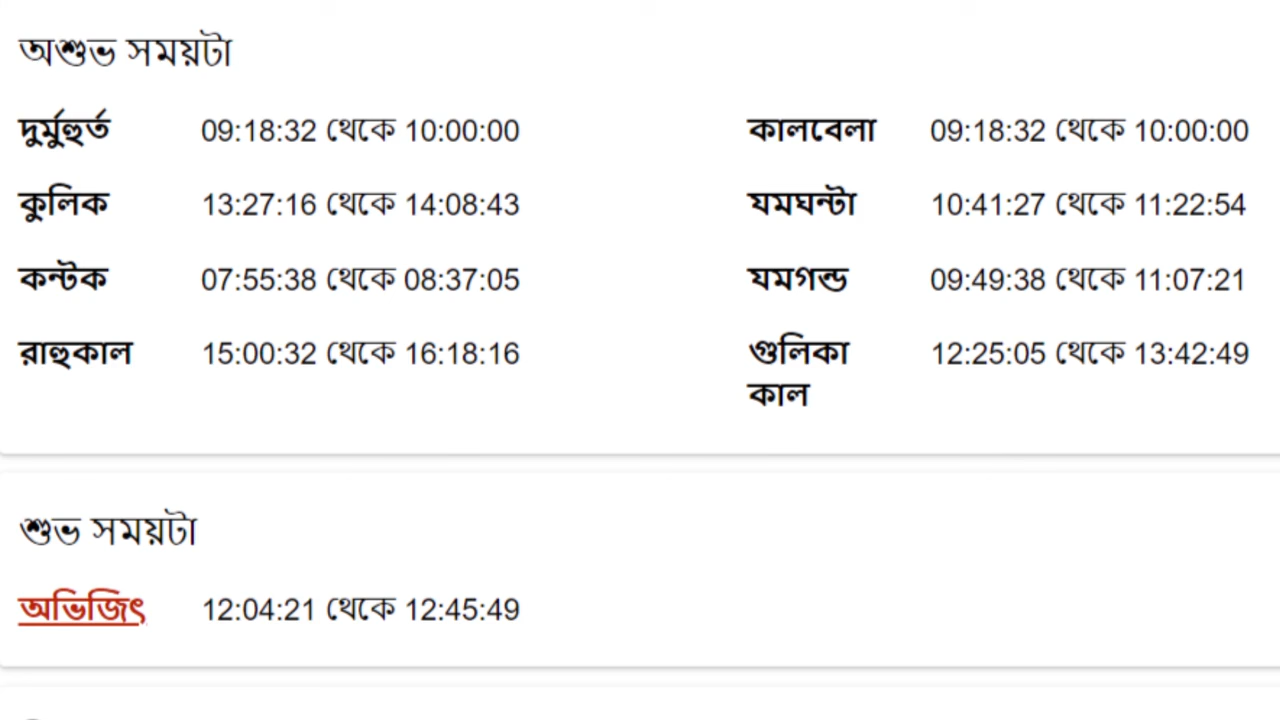 অশুভ সময়টা
দুর্মুহুর্ত 09:18:32 থেকে 10:00:00 কালবেলা 09:18:32 থেকে 10:00:00
কুলিক 13:27:16 থেকে 14:08:43 যমঘন্টা 10:41:27 থেকে 11:22:54
কন্টক 07:55:38 থেকে 08:37:05 যমগন্ড 09:49:38 থেকে 11:07:21
রাহুকাল 15:00:32 থেকে 16:18:16 গুলিকা 12:25:05 থেকে 13:42:49
কাল
শুভ সময়টা
অভিজিৎ 12:04:21 থেকে 12:45:49